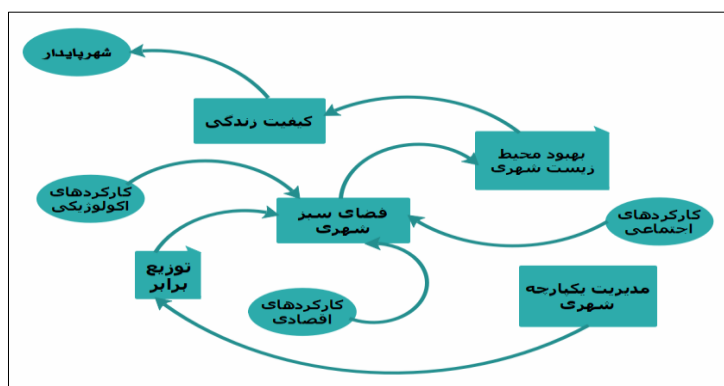 شهرپایدار
کیفیت زندگی
بهبود محیط
زیست شهری
کارکردهای
اکولوژیکی
فضای سبز
شهری
کارکردهای
اجتماعی
توزیع
برابر
مدیریت یکپارچه
شهری
کارکردهای
اقتصادی